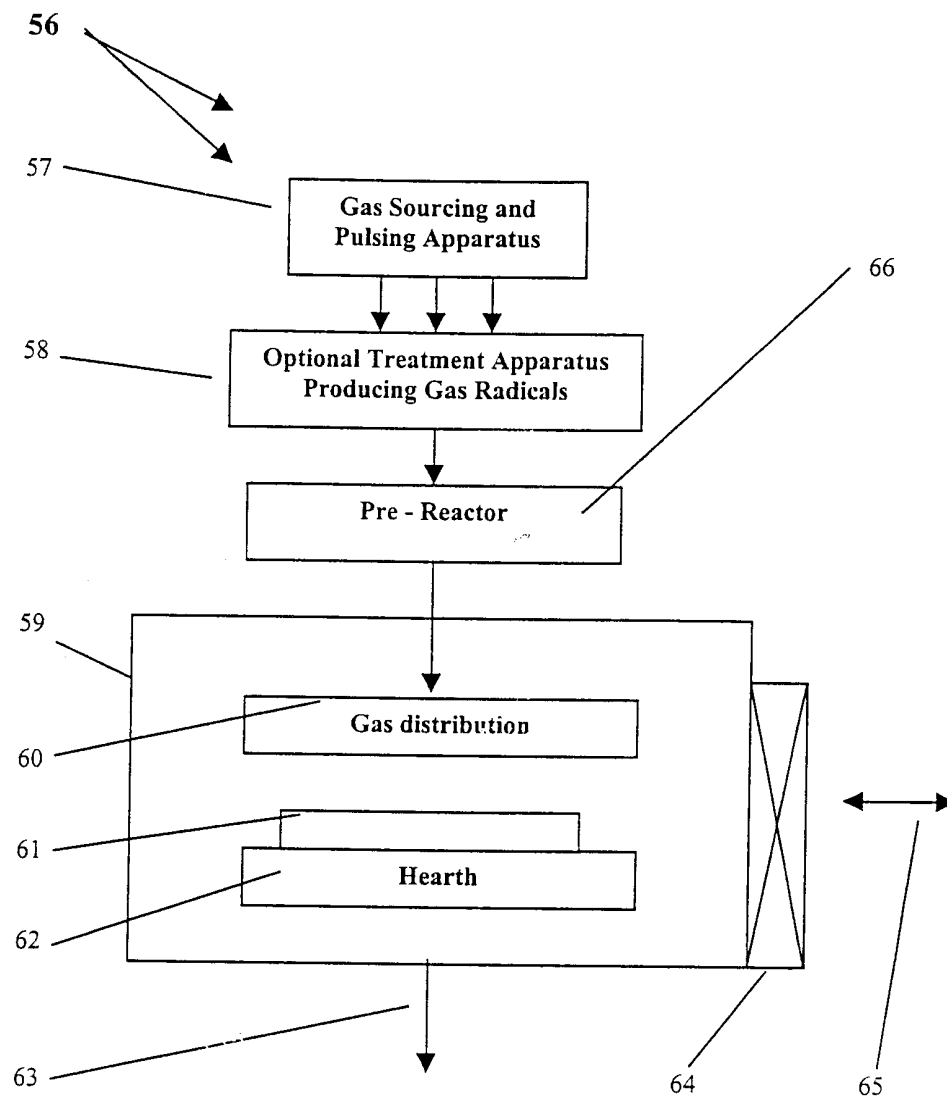 56
57
Gas Sourcing and
Pulsing Apparatus
66
58
Optional Treatment Apparatus
Producing Gas Radicals
Pre - Reactor
59
Gas distribution
60
61
Hearth
62
63
64
65